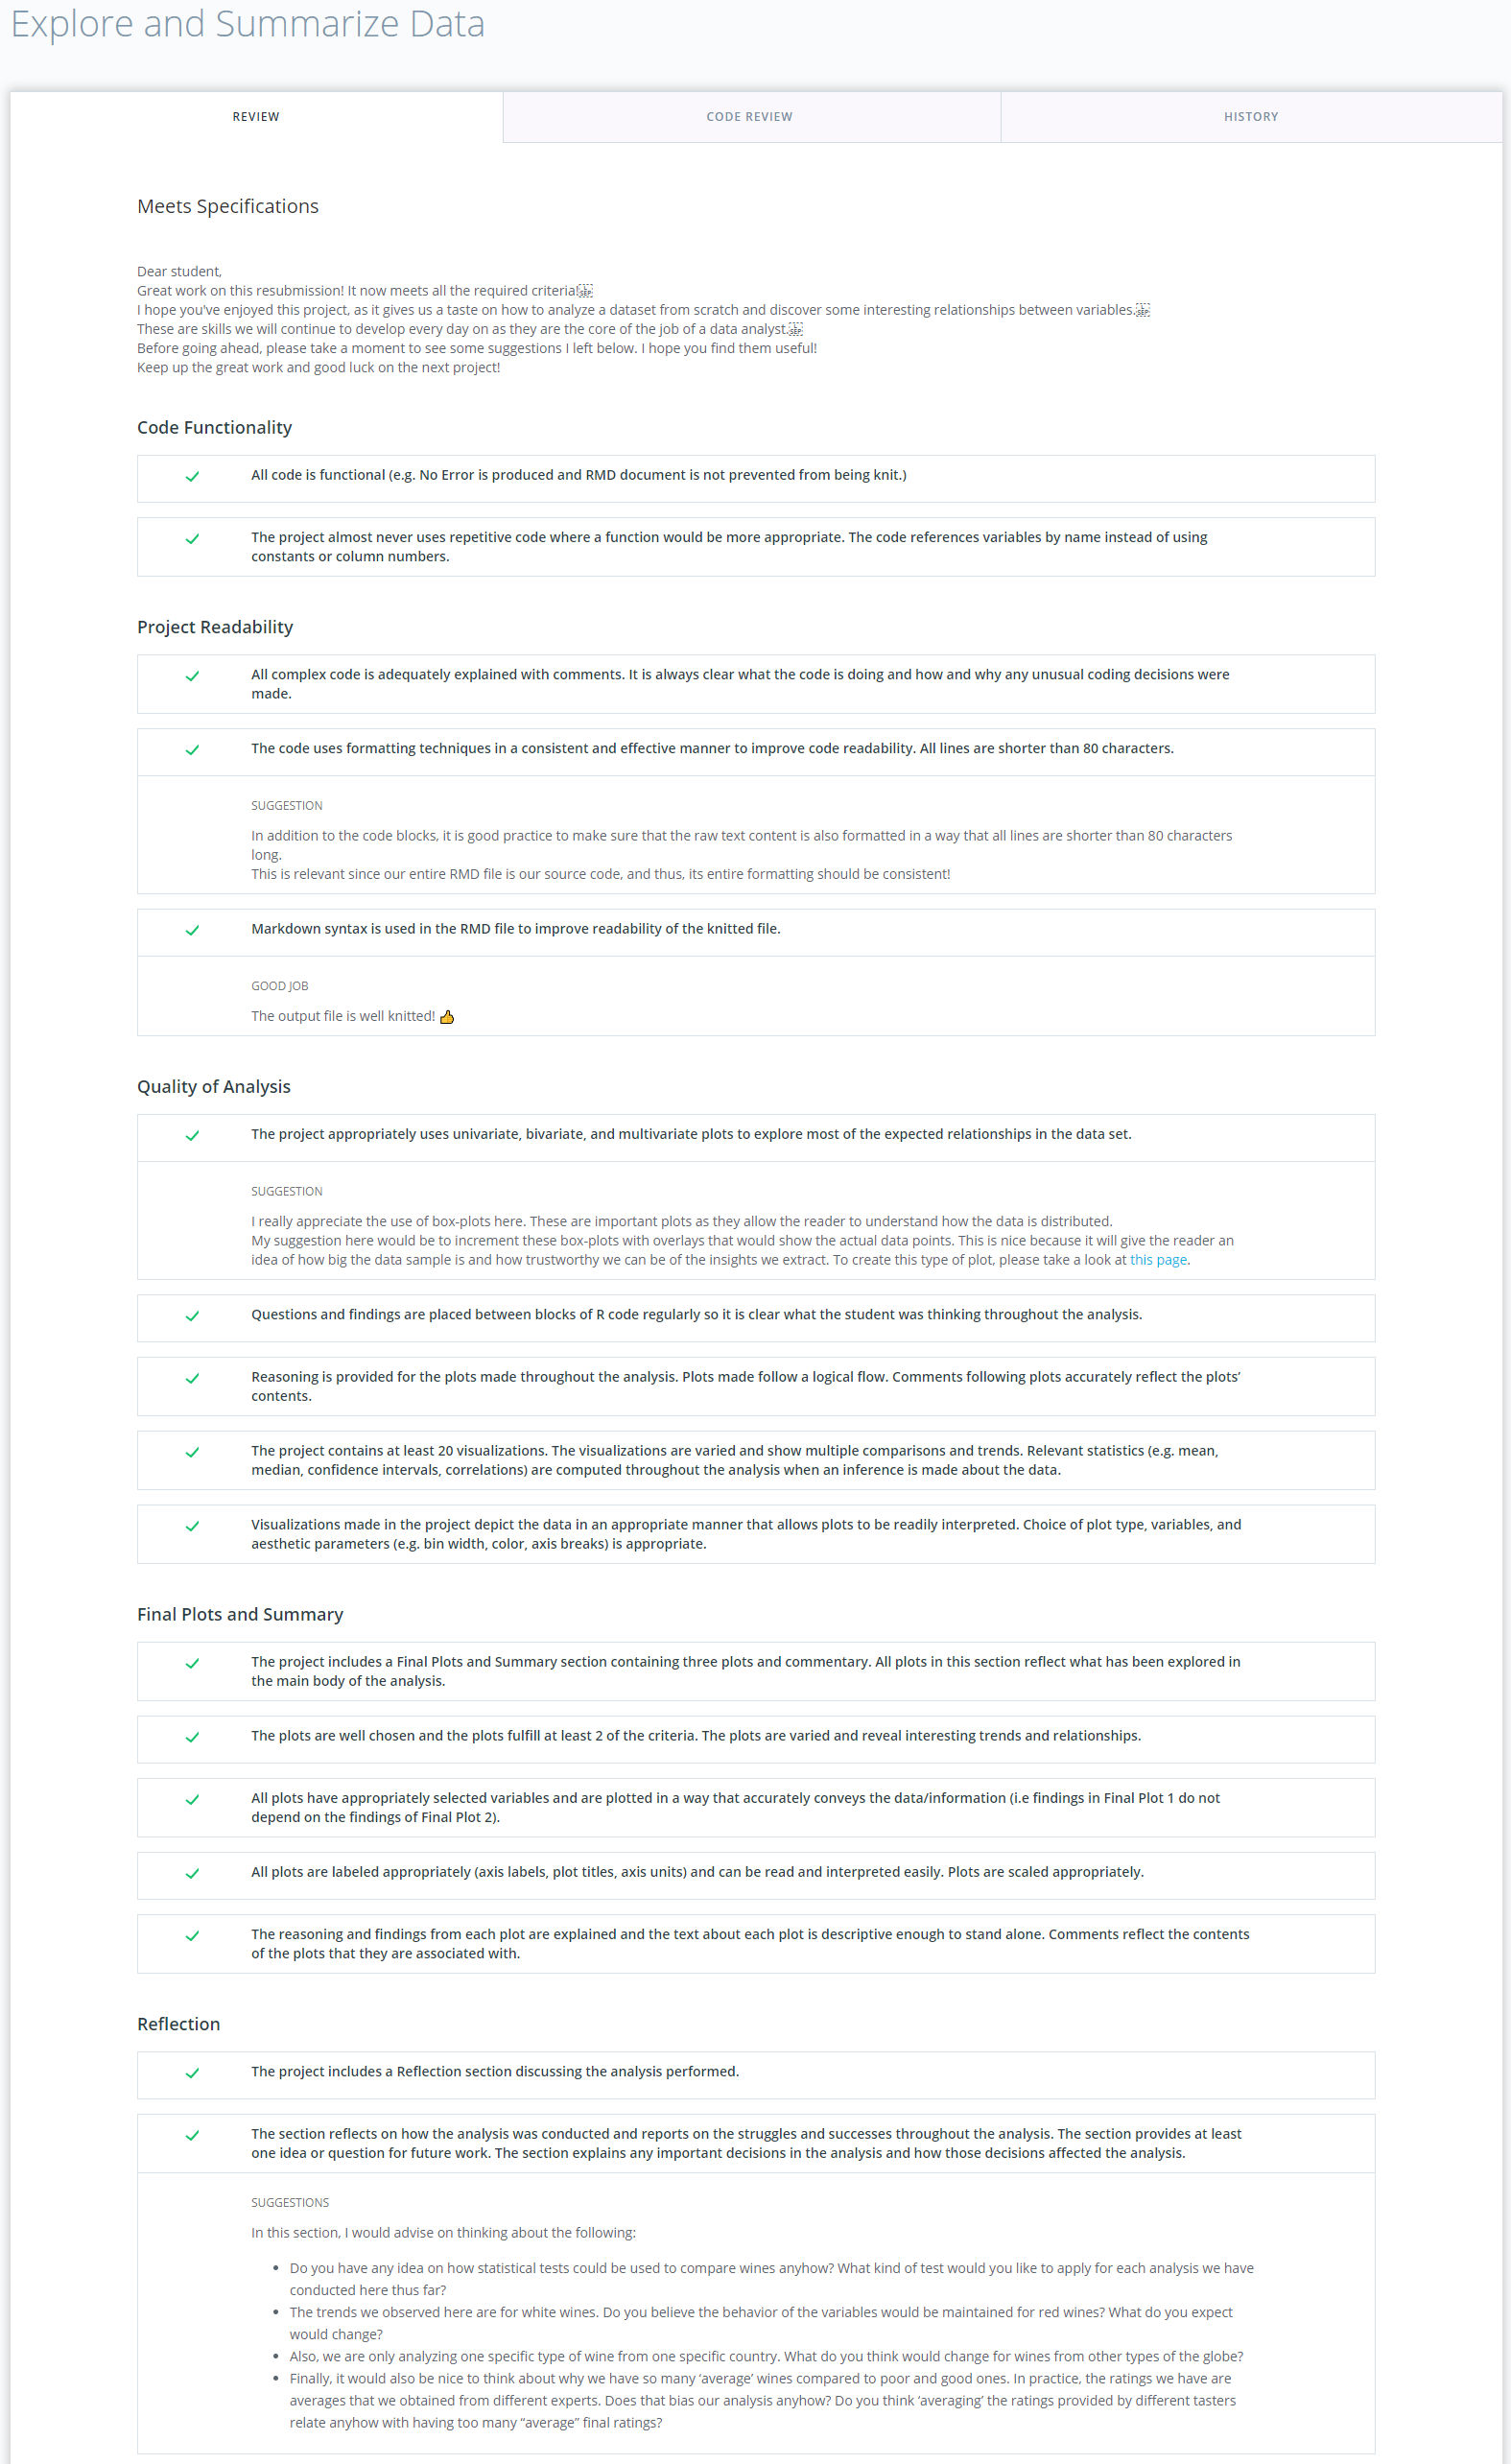 Explore and Summarize Data
REVIEW
CODE REVIEW
HISTORY
Meets Specifications
Dear student,
Great work on this resubmission! It now meets all the required criteria!
I hope you've enjoyed this project, as it gives us a taste on how to analyze a dataset from scratch and discover some interesting relationships between variables.
These are skills we will continue to develop every day on as they are the core of the job of a data analyst.
Before going ahead, please take a moment to see some suggestions I left below. I hope you find them useful!
Keep up the great work and good luck on the next project!
Code Functionality
All code is functional (e.g. No Error is produced and RMD document is not prevented from being knit.)
The project almost never uses repetitive code where a function would be more appropriate. The code references variables by name instead of using
constants or column numbers.
Project Readability
All complex code is adequately explained with comments. It is always clear what the code is doing and how and why any unusual coding decisions were
made.
The code uses formatting techniques in a consistent and effective manner to improve code readability. All lines are shorter than 80 characters.
SUGGESTION
In addition to the code blocks, it is good practice to make sure that the raw text content is also formatted in a way that all lines are shorter than 80 characters
long.
This is relevant since our entire RMD file is our source code, and thus, its entire formatting should be consistent!
Markdown syntax is used in the RMD file to improve readability of the knitted file.
GOOD JOB
The output file is well knitted! 👍
Quality of Analysis
The project appropriately uses univariate, bivariate, and multivariate plots to explore most of the expected relationships in the data set.
SUGGESTION
I really appreciate the use of box-plots here. These are important plots as they allow the reader to understand how the data is distributed.
My suggestion here would be to increment these box-plots with overlays that would show the actual data points. This is nice because it will give the reader an
idea of how big the data sample is and how trustworthy we can be of the insights we extract. To create this type of plot, please take a look at this page.
Questions and findings are placed between blocks of R code regularly so it is clear what the student was thinking throughout the analysis.
Reasoning is provided for the plots made throughout the analysis. Plots made follow a logical flow. Comments following plots accurately reflect the plots’
contents.
The project contains at least 20 visualizations. The visualizations are varied and show multiple comparisons and trends. Relevant statistics (e.g. mean,
median, confidence intervals, correlations) are computed throughout the analysis when an inference is made about the data.
Visualizations made in the project depict the data in an appropriate manner that allows plots to be readily interpreted. Choice of plot type, variables, and
aesthetic parameters (e.g. bin width, color, axis breaks) is appropriate.
Final Plots and Summary
The project includes a Final Plots and Summary section containing three plots and commentary. All plots in this section reflect what has been explored in
the main body of the analysis.
The plots are well chosen and the plots fulfill at least 2 of the criteria. The plots are varied and reveal interesting trends and relationships.
All plots have appropriately selected variables and are plotted in a way that accurately conveys the data/information (i.e findings in Final Plot 1 do not
depend on the findings of Final Plot 2).
All plots are labeled appropriately (axis labels, plot titles, axis units) and can be read and interpreted easily. Plots are scaled appropriately.
The reasoning and findings from each plot are explained and the text about each plot is descriptive enough to stand alone. Comments reflect the contents
of the plots that they are associated with.
Reflection
The project includes a Reflection section discussing the analysis performed.
The section reflects on how the analysis was conducted and reports on the struggles and successes throughout the analysis. The section provides at least
one idea or question for future work. The section explains any important decisions in the analysis and how those decisions affected the analysis.
SUGGESTIONS
In this section, I would advise on thinking about the following:
• Do you have any idea on how statistical tests could be used to compare wines anyhow? What kind of test would you like to apply for each analysis we have
conducted here thus far?
• The trends we observed here are for white wines. Do you believe the behavior of the variables would be maintained for red wines? What do you expect
would change?
• Also, we are only analyzing one specific type of wine from one specific country. What do you think would change for wines from other types of the globe?
• Finally, it would also be nice to think about why we have so many ‘average’ wines compared to poor and good ones. In practice, the ratings we have are
averages that we obtained from different experts. Does that bias our analysis anyhow? Do you think ‘averaging’ the ratings provided by different tasters
relate anyhow with having too many “average” final ratings?